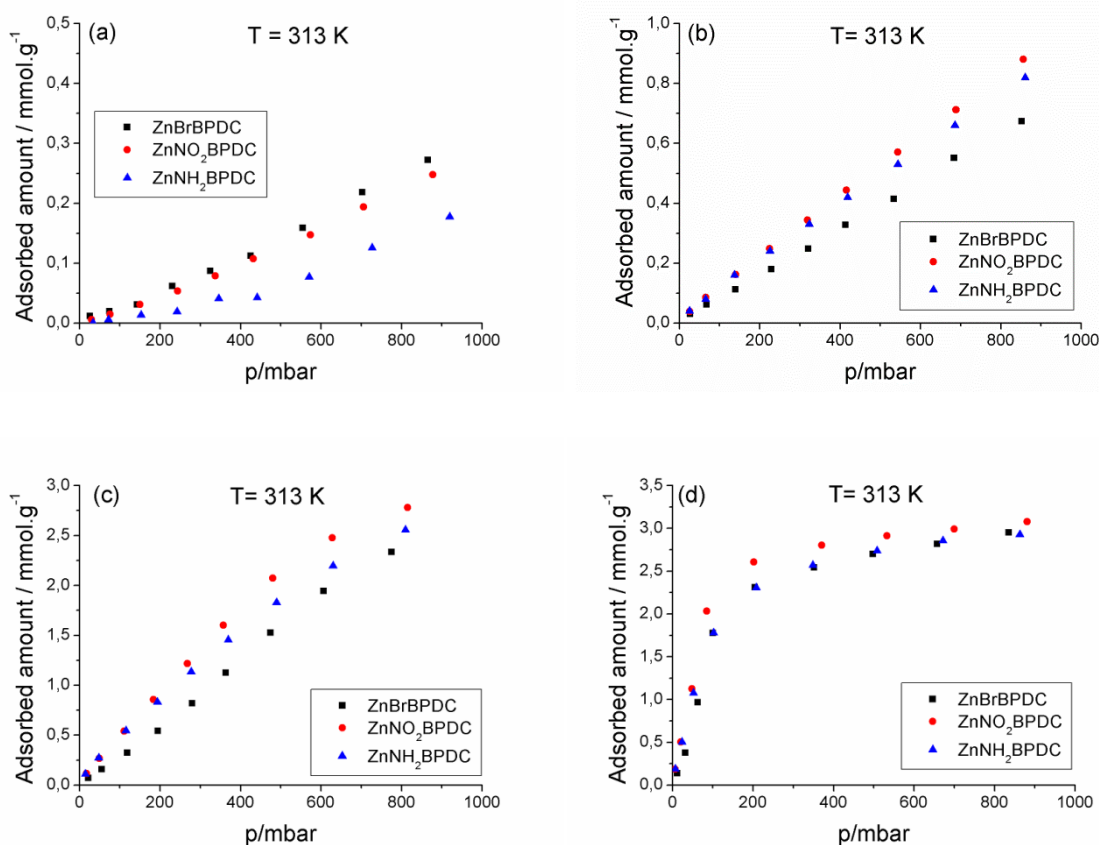 (a)
T = 313 K
0,5
0,4
0,3
0,2
0,1
0,0
Adsorbed amount / mmol.g⁻¹
ZnBrBPDC
ZnNO₂BPDC
ZnNH₂BPDC
0 200 400 600 800 1000
p/mbar
(b)
T = 313 K
1,0
0,8
0,6
0,4
0,2
0,0
Adsorbed amount / mmol.g⁻¹
ZnBrBPDC
ZnNO₂BPDC
ZnNH₂BPDC
0 200 400 600 800 1000
p/mbar
(c)
T= 313 K
3,0
2,5
2,0
1,5
1,0
0,5
0,0
Adsorbed amount / mmol.g⁻¹
ZnBrBPDC
ZnNO₂BPDC
ZnNH₂BPDC
0 200 400 600 800 1000
p/mbar
(d)
T= 313 K
3,5
3,0
2,5
2,0
1,5
1,0
0,5
0,0
Adsorbed amount / mmol.g⁻¹
ZnBrBPDC
ZnNO₂BPDC
ZnNH₂BPDC
0 200 400 600 800 1000
p/mbar